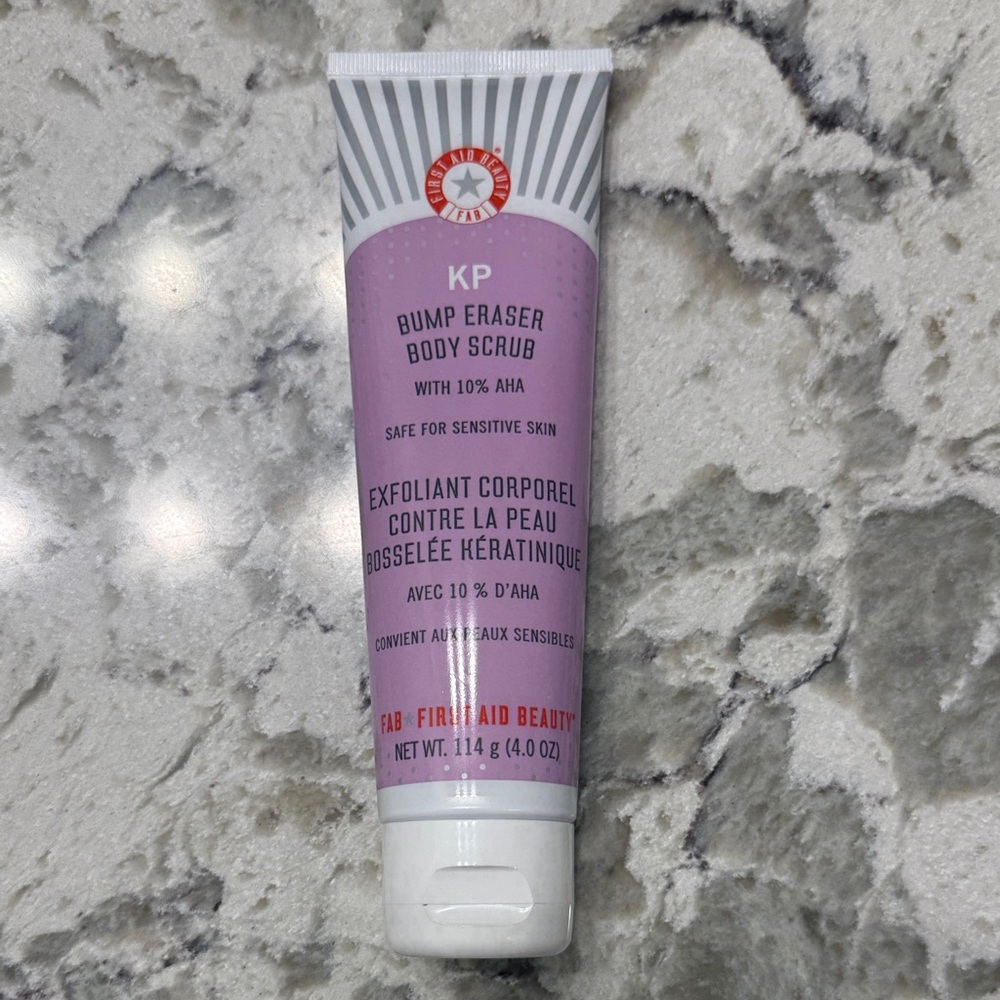 FIRST AID BEAUTY®
FAB
KP
BUMP ERASER
BODY SCRUB
WITH 10% AHA
SAFE FOR SENSITIVE SKIN
EXFOLIANT CORPOREL
CONTRE LA PEAU
BOSSELÉE KÉRATINIQUE
AVEC 10 % D'AHA
CONVIENT AUX PEAUX SENSIBLES
FAB★FIRST AID BEAUTY™
NET WT. 114 g (4.0 OZ)